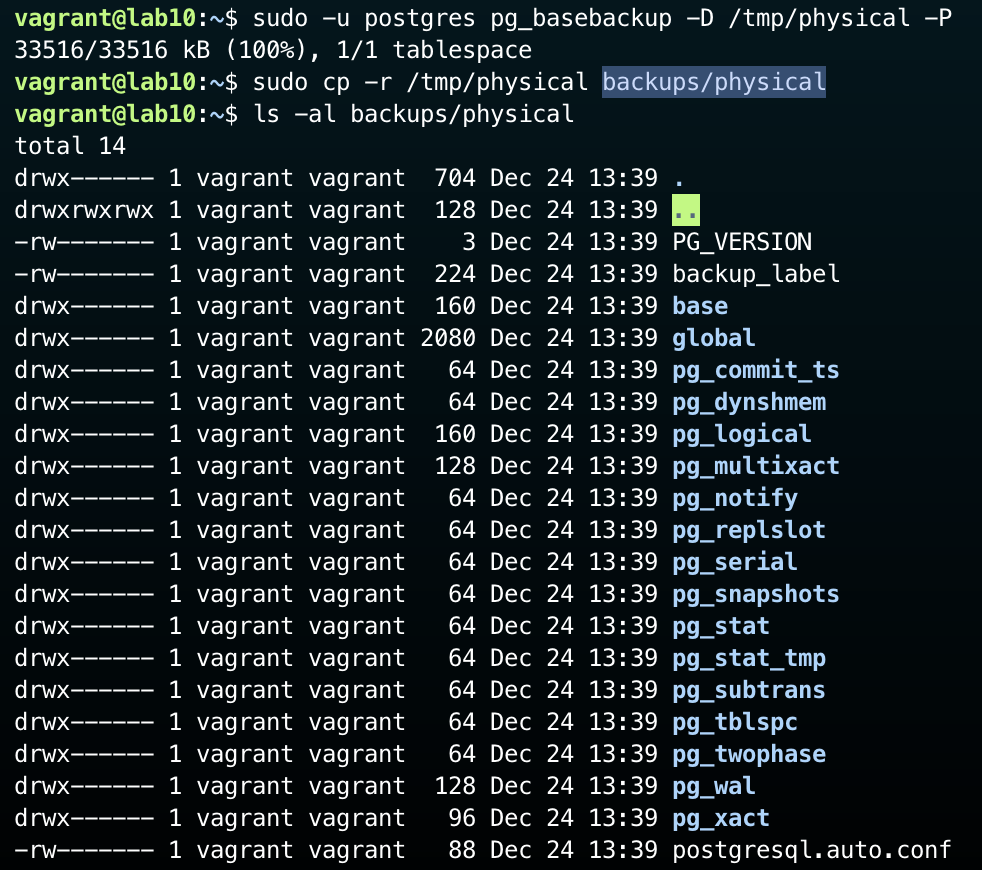 vagrant@lab10:~$ sudo -u postgres pg_basebackup -D /tmp/physical -P
33516/33516 kB (100%), 1/1 tablespace
vagrant@lab10:~$ sudo cp -r /tmp/physical backups/physical
vagrant@lab10:~$ ls -al backups/physical
total 14
drwx------ 1 vagrant vagrant  704 Dec 24 13:39 .
drwxrwxrwx 1 vagrant vagrant  128 Dec 24 13:39 ..
-rw------- 1 vagrant vagrant    3 Dec 24 13:39 PG_VERSION
-rw------- 1 vagrant vagrant  224 Dec 24 13:39 backup_label
drwx------ 1 vagrant vagrant  160 Dec 24 13:39 base
drwx------ 1 vagrant vagrant 2080 Dec 24 13:39 global
drwx------ 1 vagrant vagrant   64 Dec 24 13:39 pg_commit_ts
drwx------ 1 vagrant vagrant   64 Dec 24 13:39 pg_dynshmem
drwx------ 1 vagrant vagrant  160 Dec 24 13:39 pg_logical
drwx------ 1 vagrant vagrant  128 Dec 24 13:39 pg_multixact
drwx------ 1 vagrant vagrant   64 Dec 24 13:39 pg_notify
drwx------ 1 vagrant vagrant   64 Dec 24 13:39 pg_replslot
drwx------ 1 vagrant vagrant   64 Dec 24 13:39 pg_serial
drwx------ 1 vagrant vagrant   64 Dec 24 13:39 pg_snapshots
drwx------ 1 vagrant vagrant   64 Dec 24 13:39 pg_stat
drwx------ 1 vagrant vagrant   64 Dec 24 13:39 pg_stat_tmp
drwx------ 1 vagrant vagrant   64 Dec 24 13:39 pg_subtrans
drwx------ 1 vagrant vagrant   64 Dec 24 13:39 pg_tblspc
drwx------ 1 vagrant vagrant   64 Dec 24 13:39 pg_twophase
drwx------ 1 vagrant vagrant  128 Dec 24 13:39 pg_wal
drwx------ 1 vagrant vagrant   96 Dec 24 13:39 pg_xact
-rw------- 1 vagrant vagrant   88 Dec 24 13:39 postgresql.auto.conf